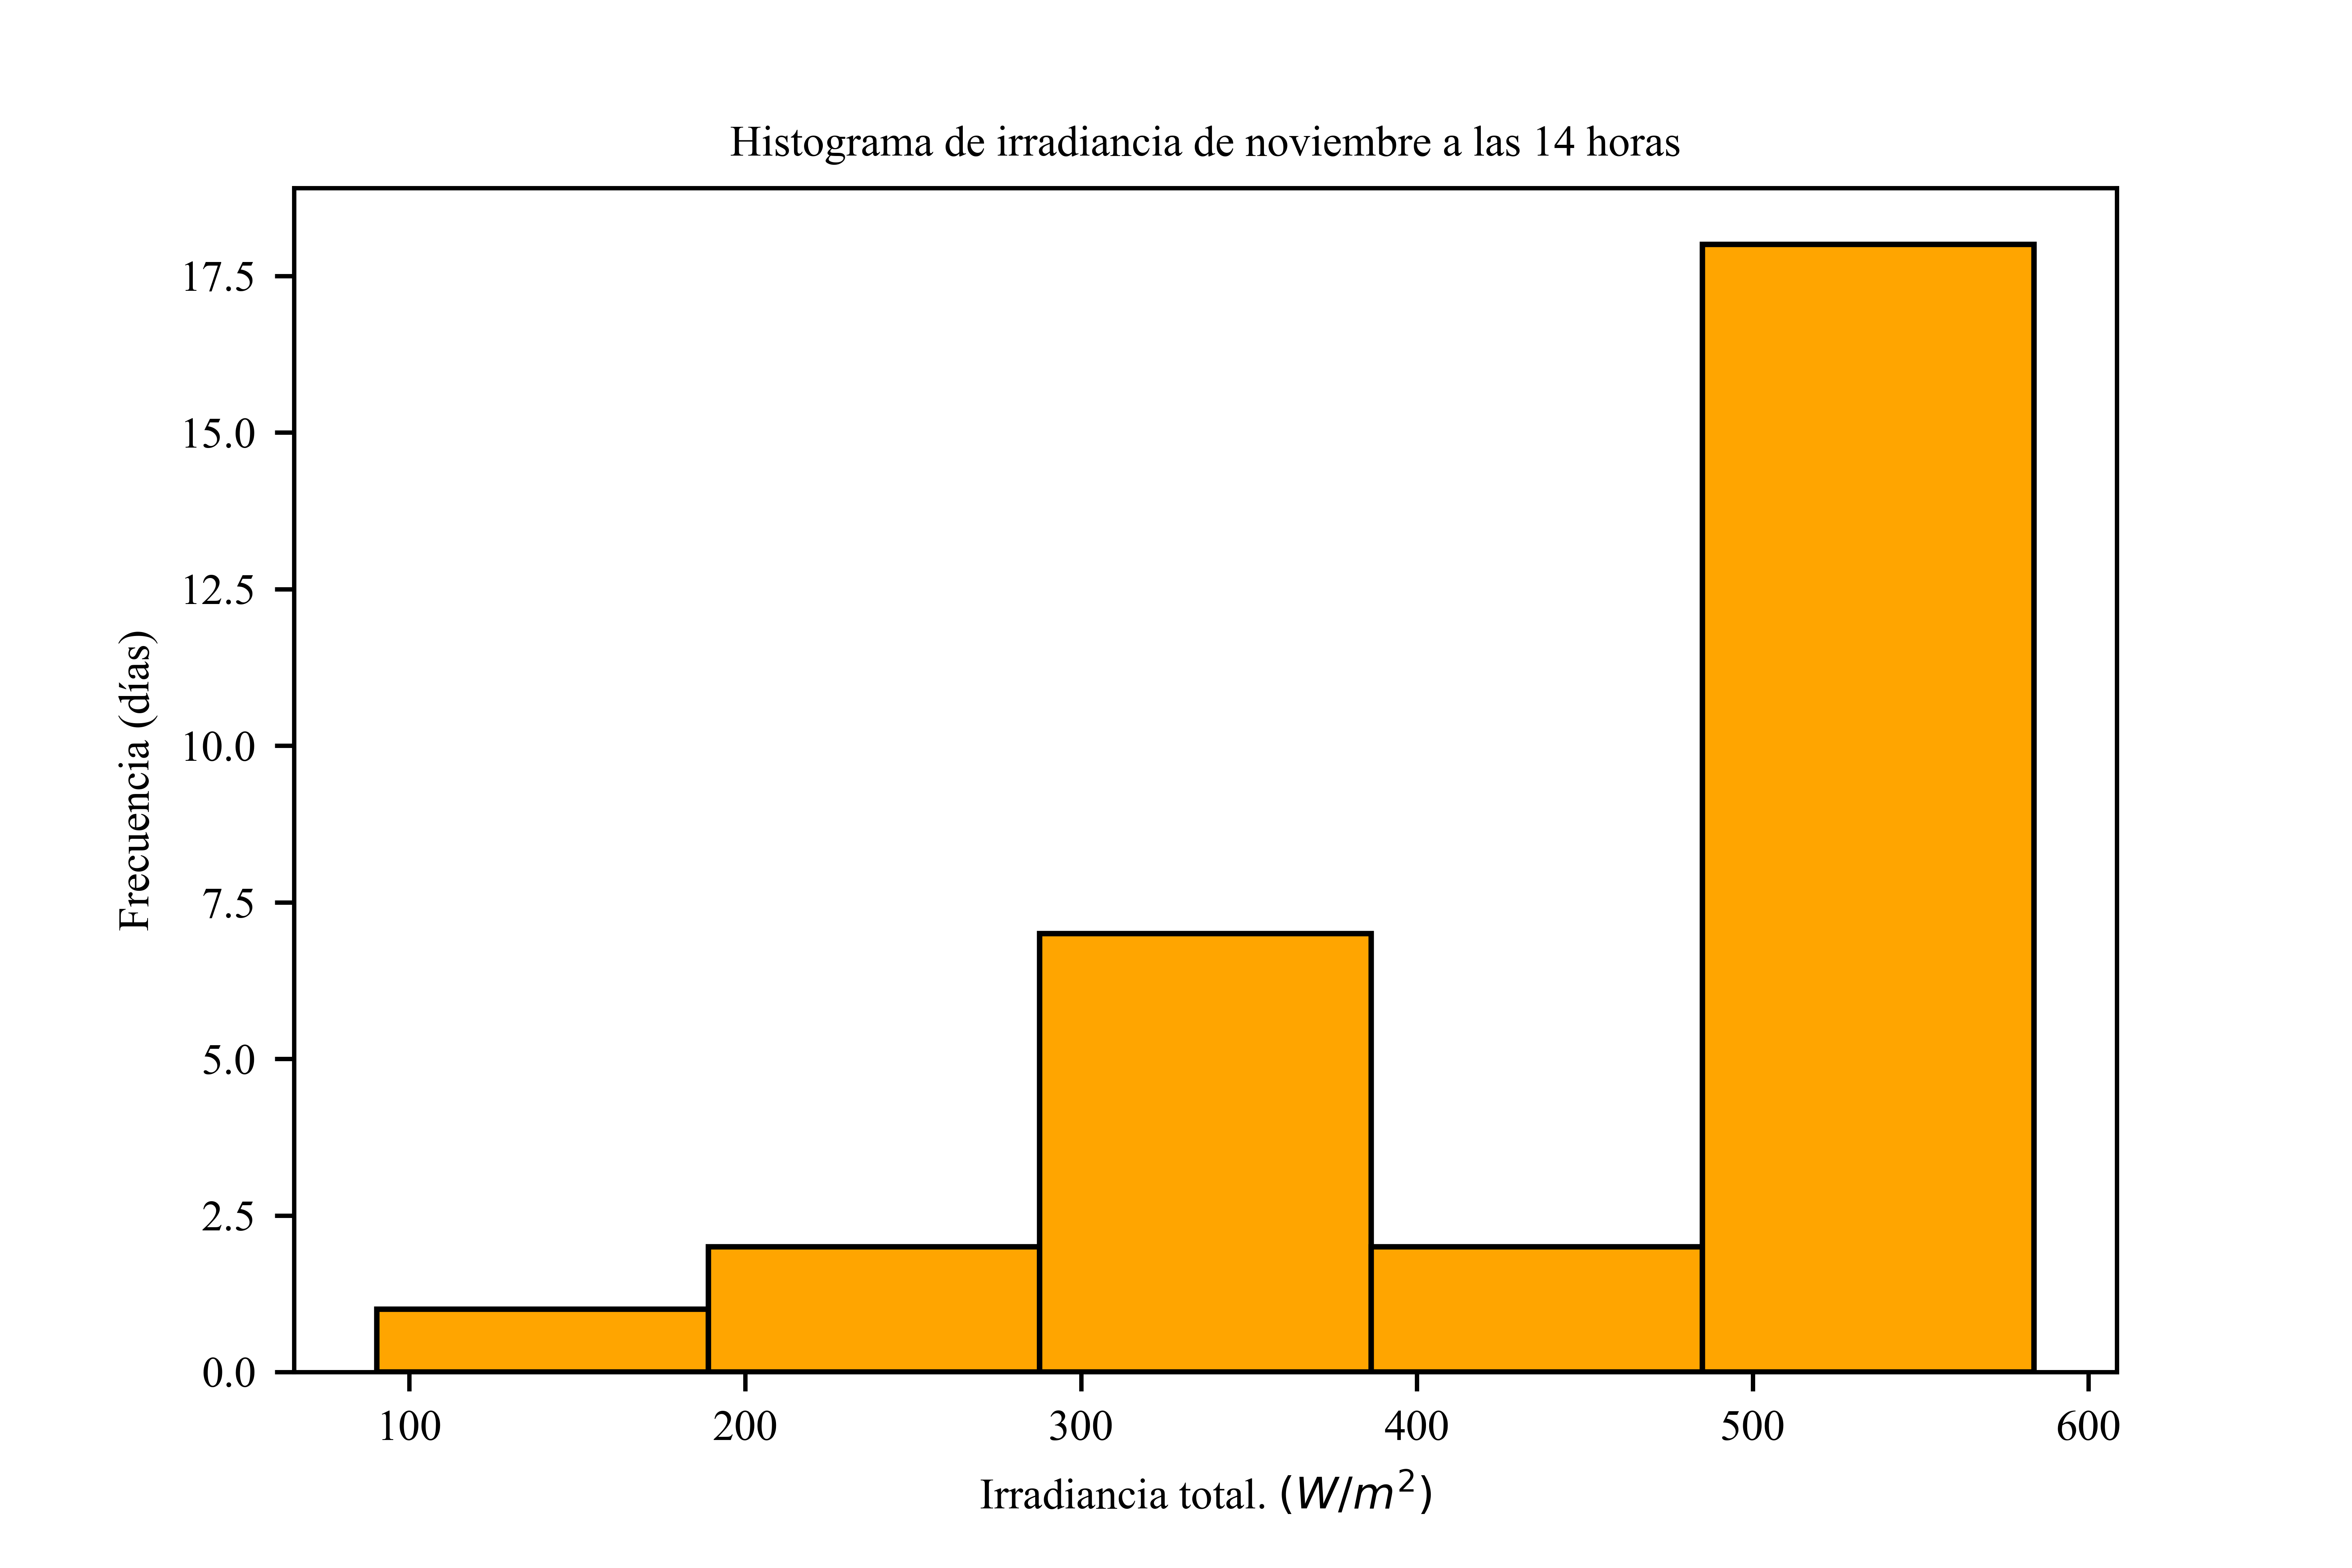 Histograma de irradiancia de noviembre a las 14 horas
17.5
15.0
12.5
10.0
7.5
5.0
2.5
0.0
Frecuencia (días)
100 200 300 400 500 600
Irradiancia total. (W/m²)